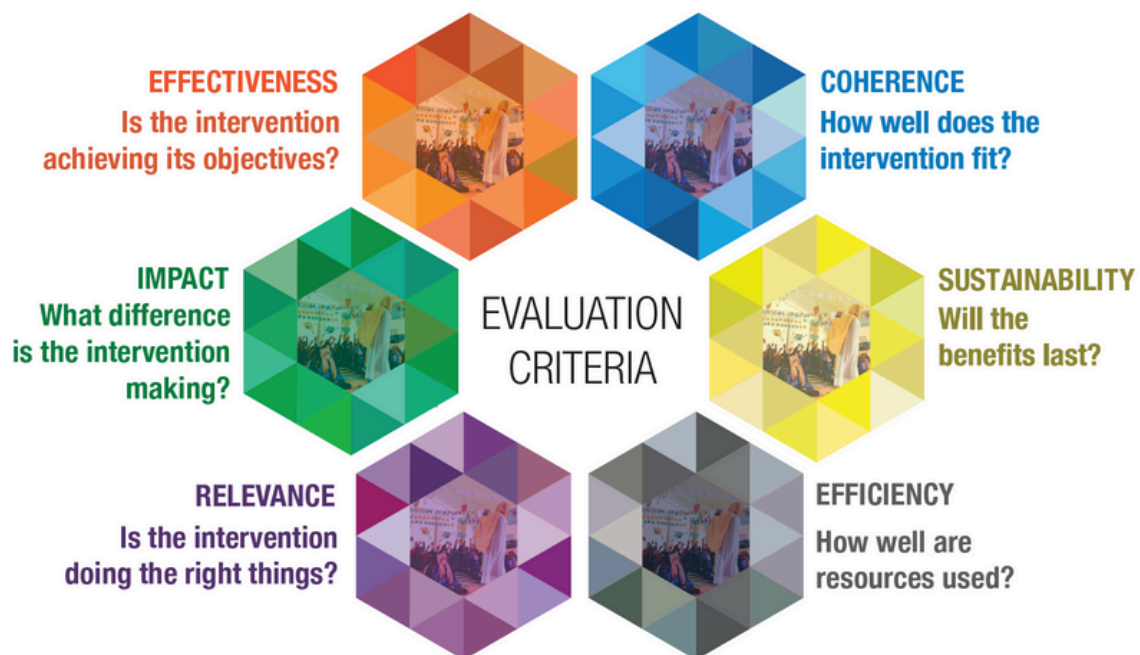 EFFECTIVENESS
Is the intervention
achieving its objectives?
COHERENCE
How well does the
intervention fit?
IMPACT
What difference
is the intervention
making?
EVALUATION
CRITERIA
SUSTAINABILITY
Will the
benefits last?
RELEVANCE
Is the intervention
doing the right things?
EFFICIENCY
How well are
resources used?